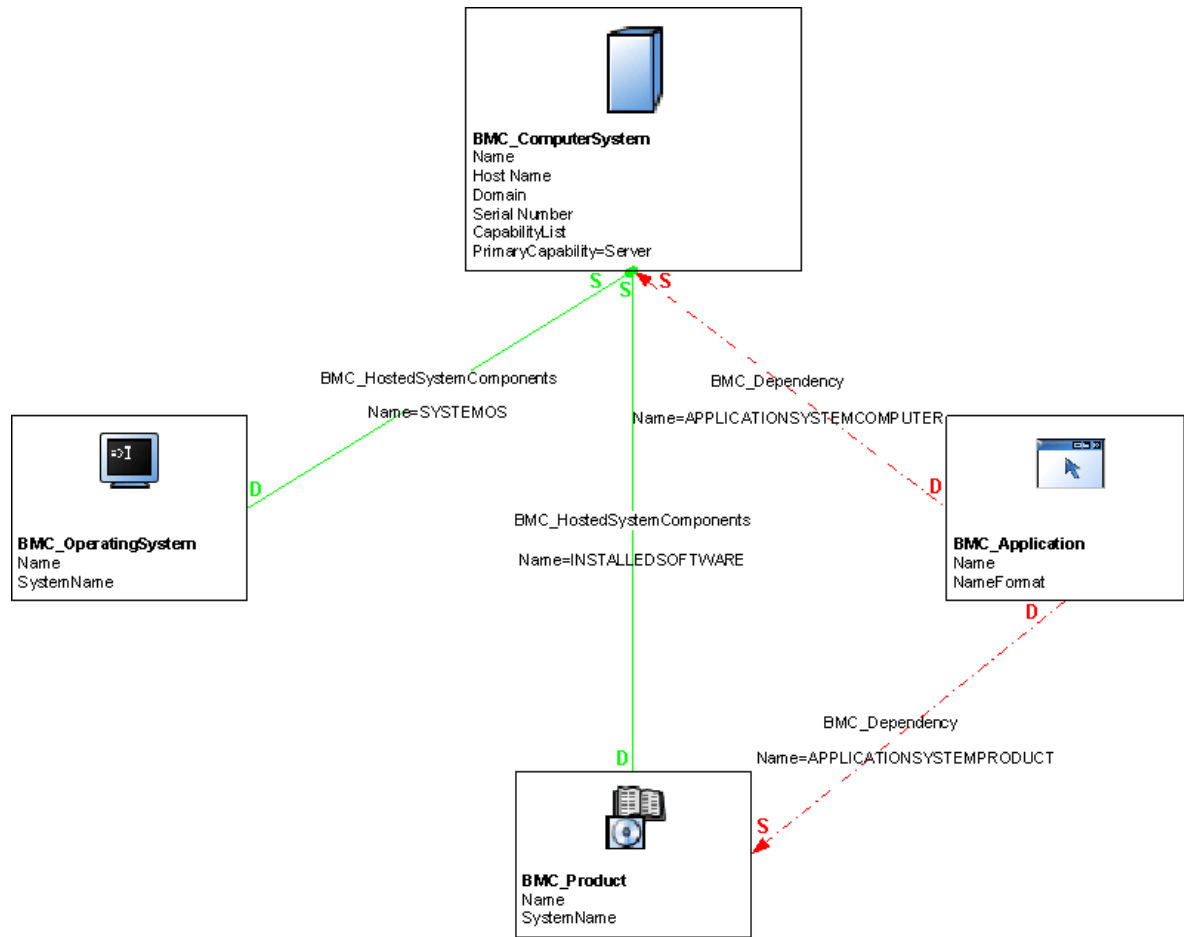 BMC_ComputerSystem
Name
Host Name
Domain
Serial Number
CapabilityList
PrimaryCapability=Server
S
S
S
BMC_HostedSystemComponents
Name=SYSTEMOS
BMC_Dependency
Name=APPLICATIONSYSTEMCOMPUTER
=>I
D
BMC_OperatingSystem
Name
SystemName
D
BMC_Application
Name
NameFormat
BMC_HostedSystemComponents
Name=INSTALLEDSOFTWARE
D
BMC_Dependency
Name=APPLICATIONSYSTEMPRODUCT
D
S
BMC_Product
Name
SystemName